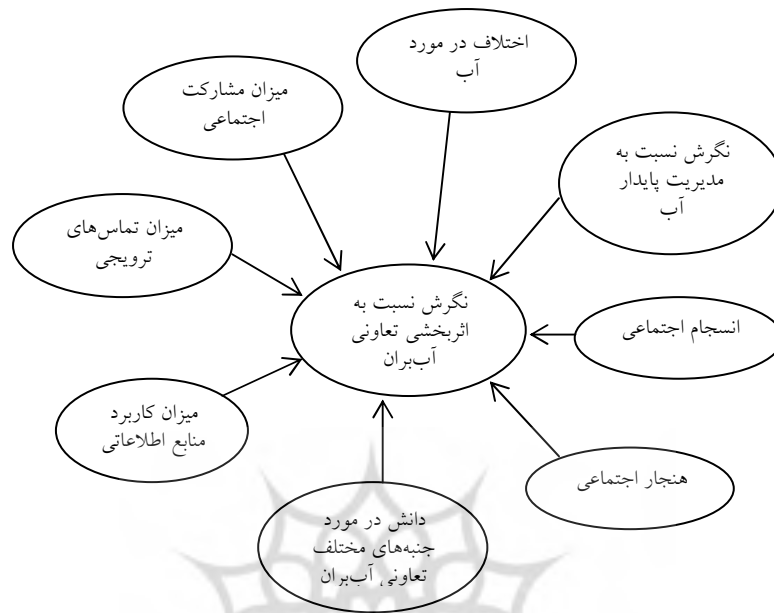 اختلاف در مورد
آب
میزان مشارکت
اجتماعی
نگرش نسبت به
مدیریت پایدار
آب
میزان تماس‌های
ترویجی
نگرش نسبت به
اثربخشی تعاونی
آب‌بران
انسجام اجتماعی
میزان کاربرد
منابع اطلاعاتی
هنجار اجتماعی
دانش در مورد
جنبه‌های مختلف
تعاونی آب‌بران